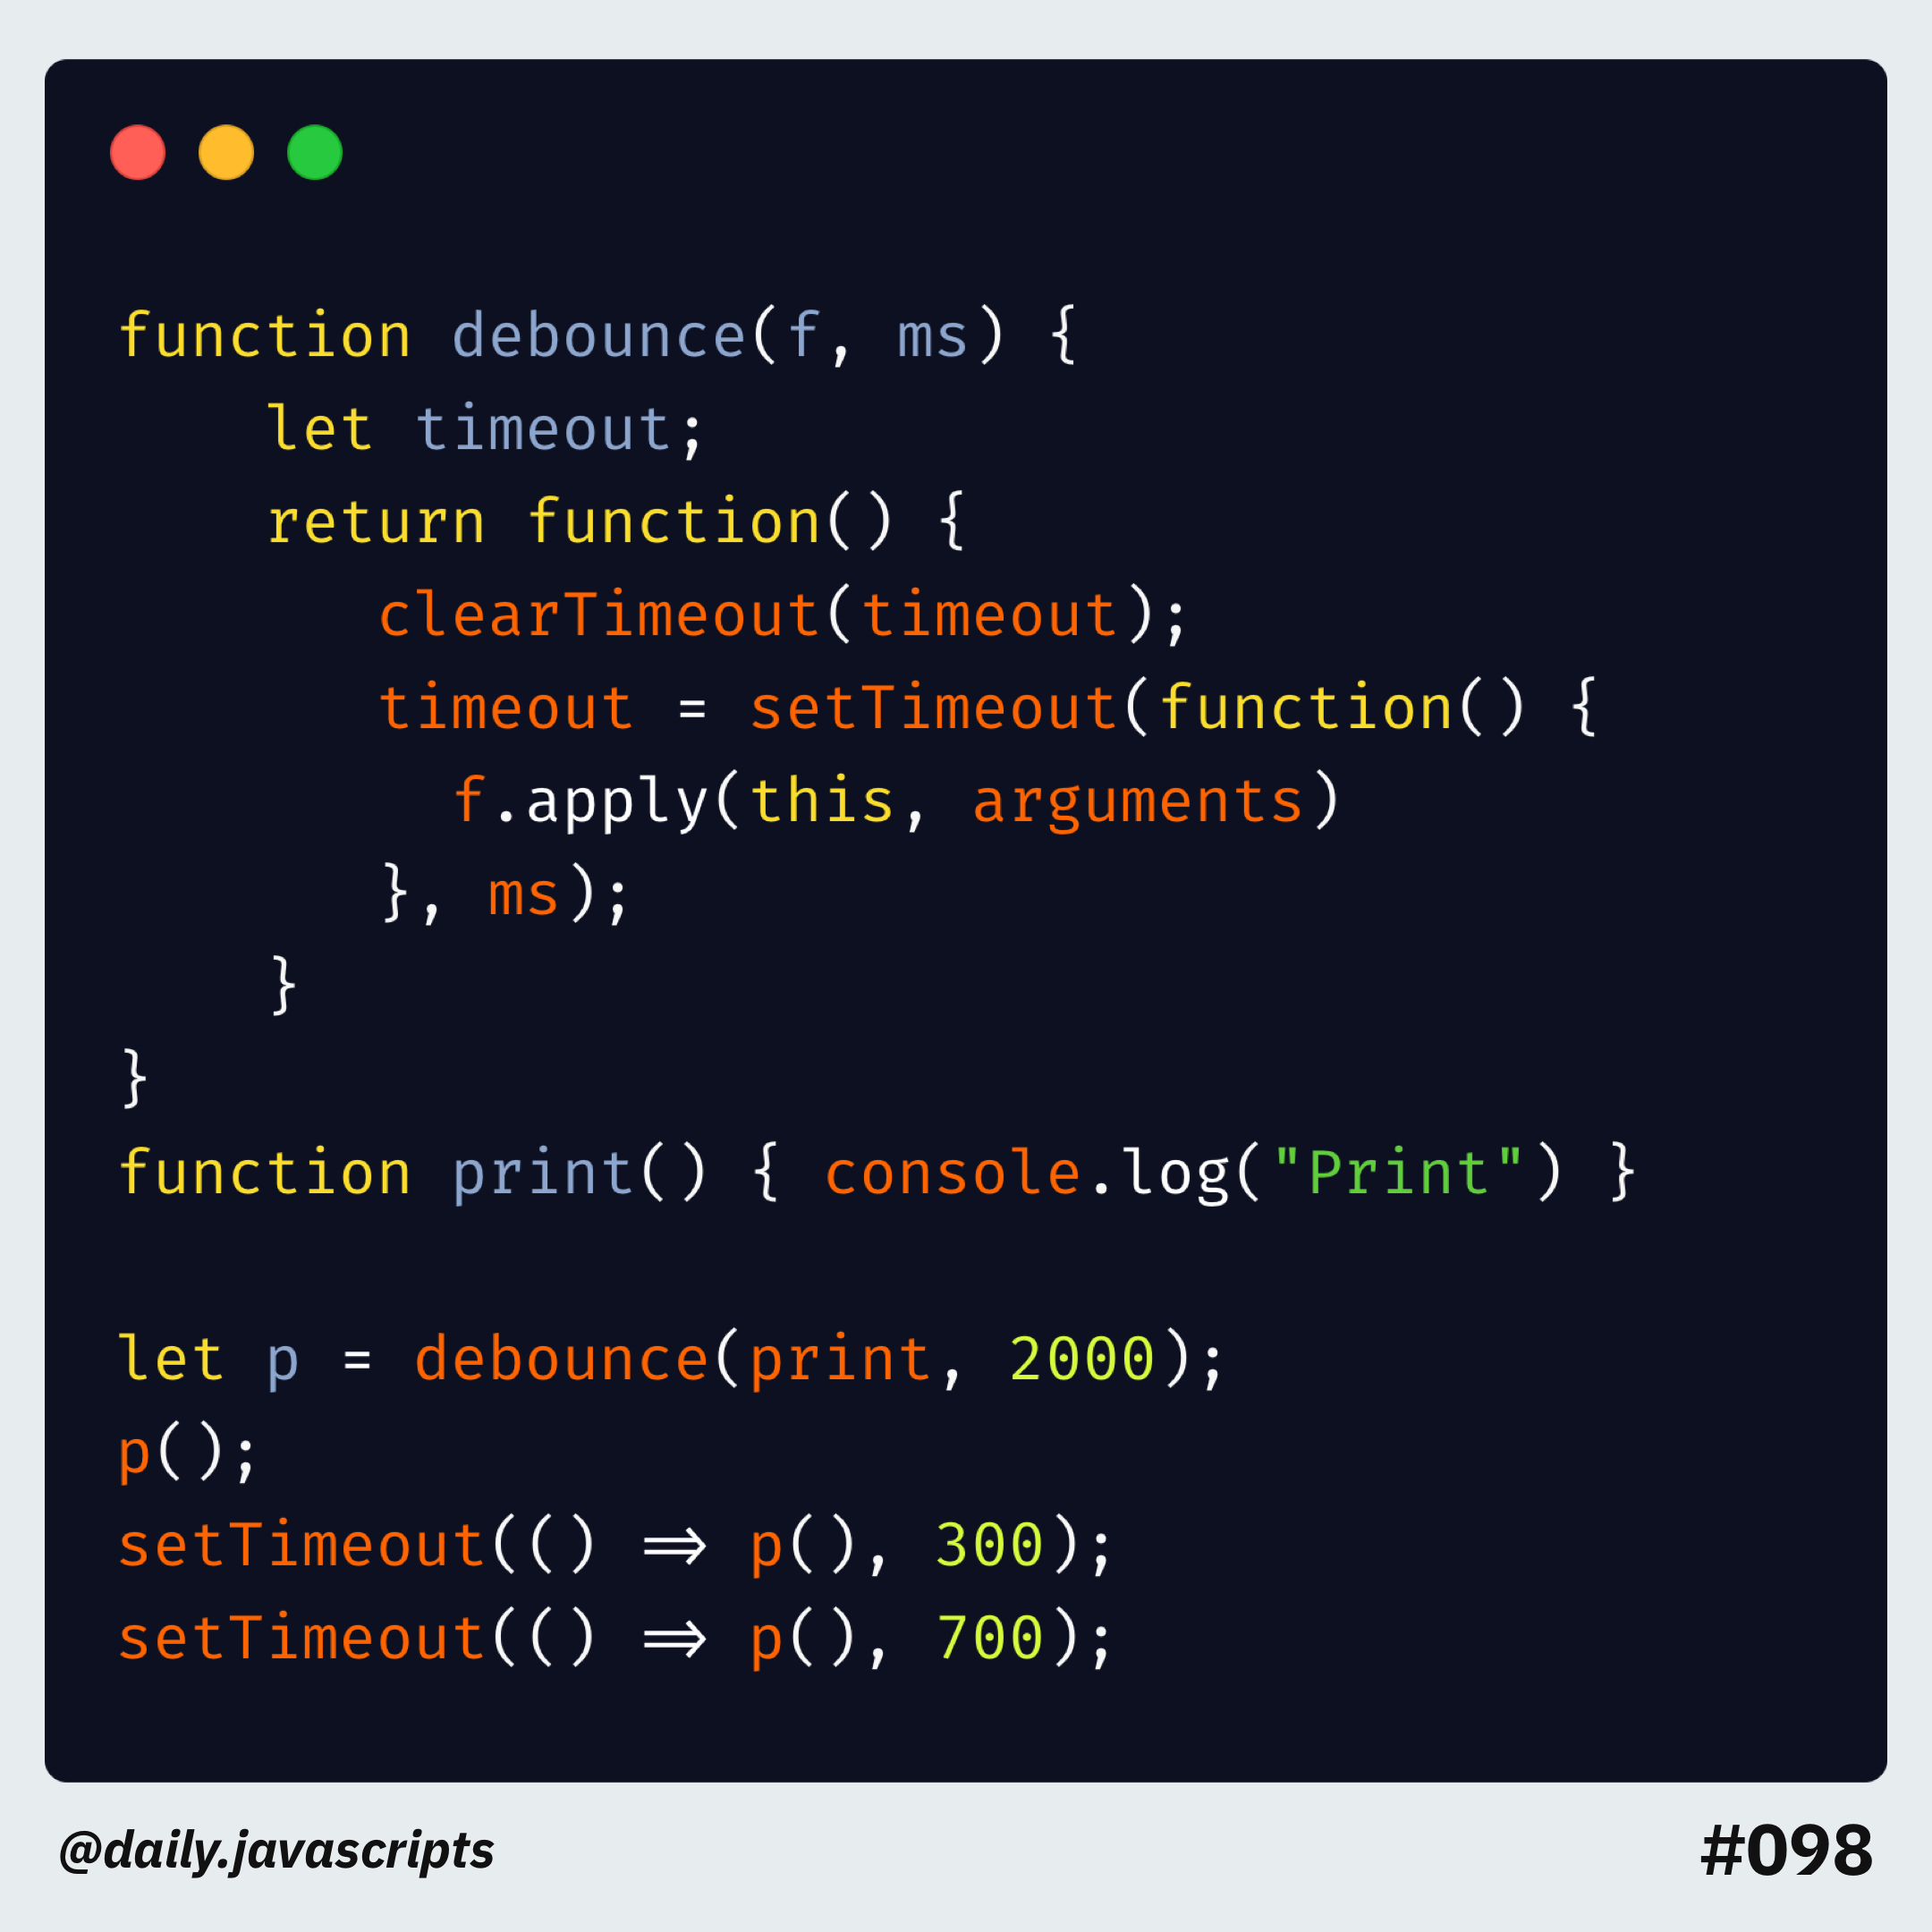 function debounce(f, ms) {
    let timeout;
    return function() {
       clearTimeout(timeout);
       timeout = setTimeout(function() {
         f.apply(this, arguments)
       }, ms);
    }
}
function print() { console.log("Print") }

let p = debounce(print, 2000);
p();
setTimeout(() => p(), 300);
setTimeout(() => p(), 700);
@daily.javascripts
#098